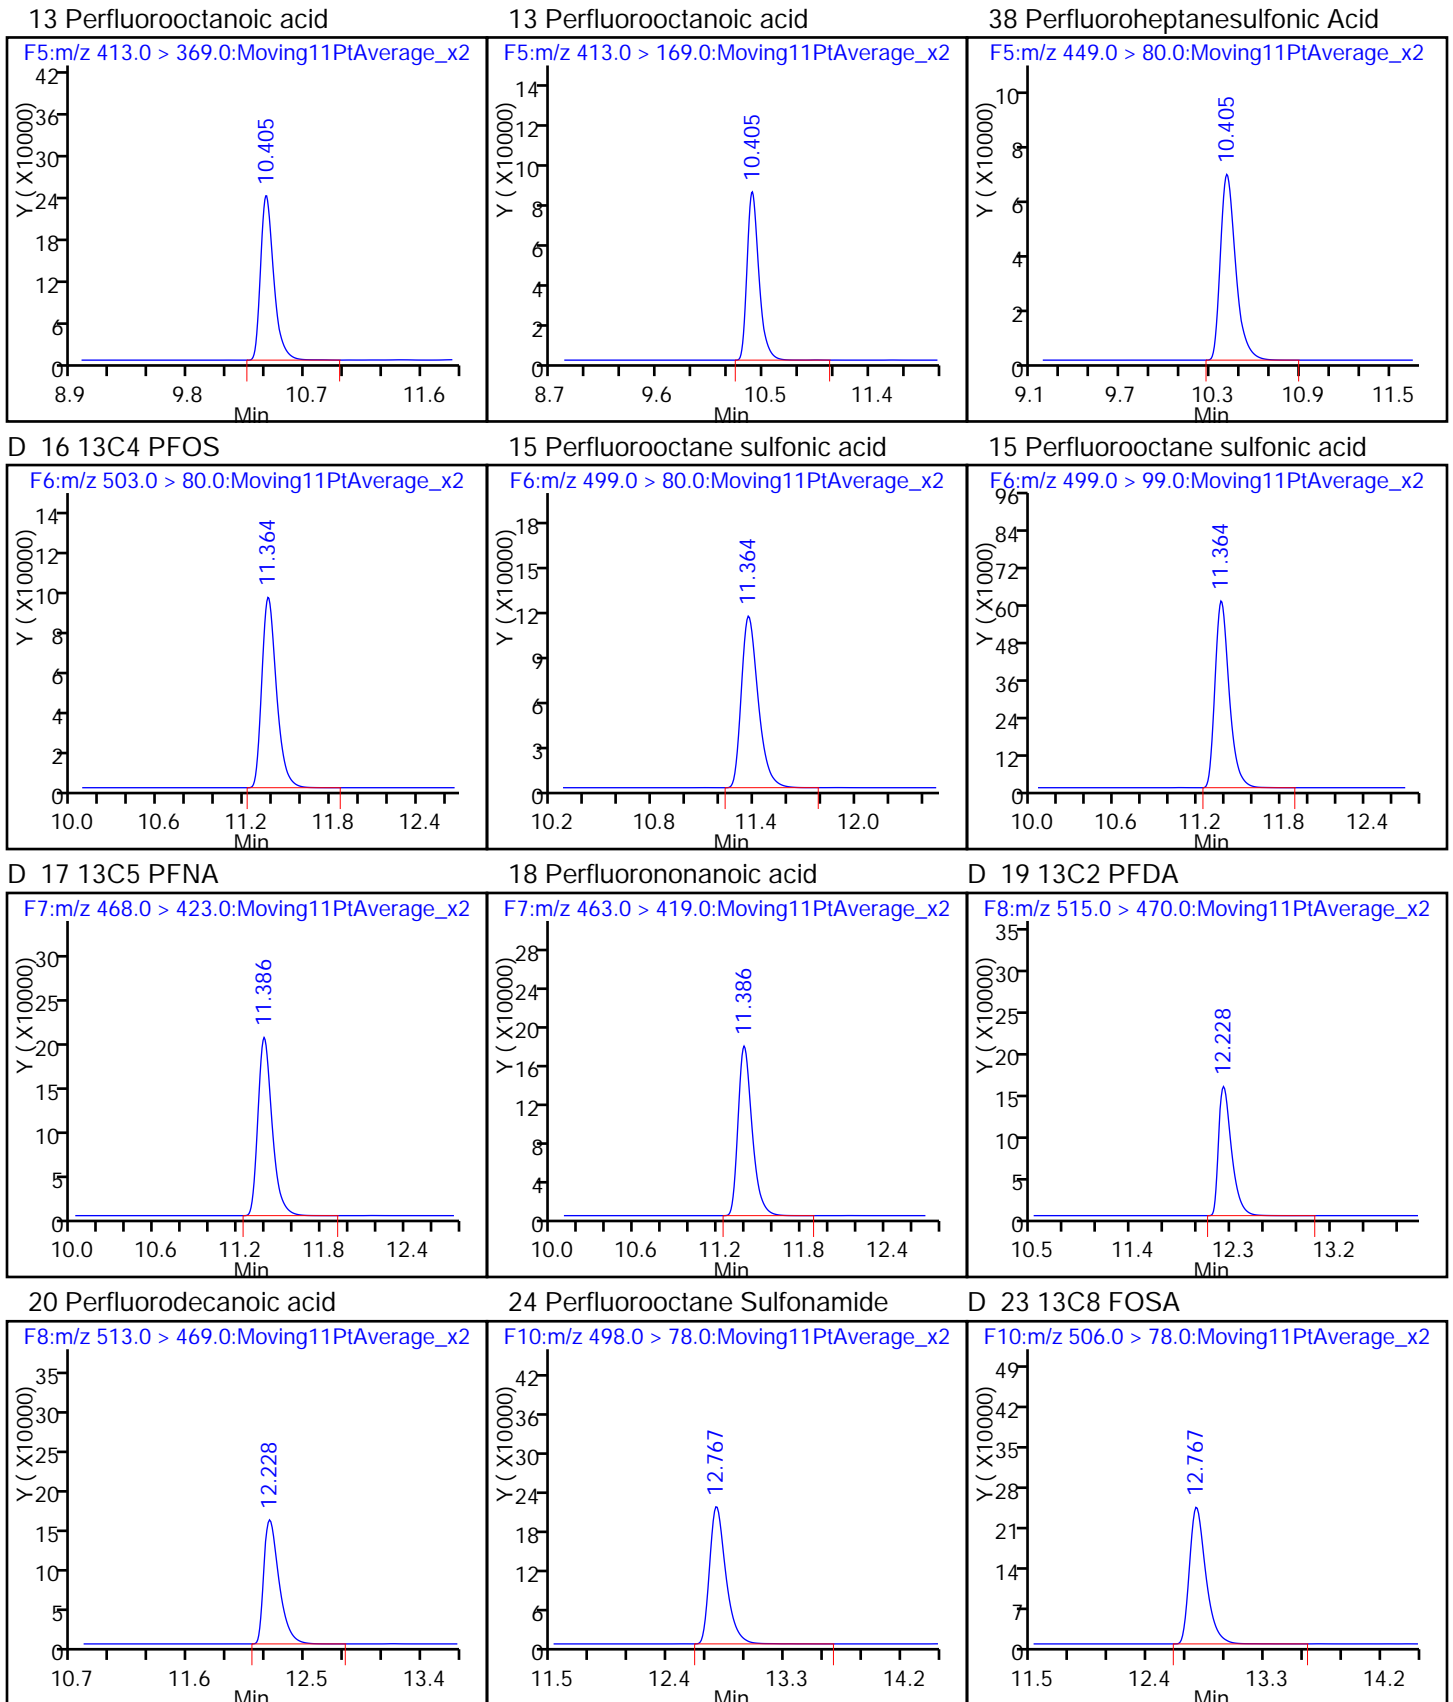 13 Perfluorooctanoic acid
F5:m/z 413.0 > 369.0:Moving11PtAverage_x2
Y ( X10000)
42
36
30
24
18
12
6
0
10.405
8.9 9.8 10.7 11.6
Min
13 Perfluorooctanoic acid
F5:m/z 413.0 > 169.0:Moving11PtAverage_x2
Y ( X10000)
14
12
10
8
6
4
2
0
10.405
8.7 9.6 10.5 11.4
Min
38 Perfluoroheptanesulfonic Acid
F5:m/z 449.0 > 80.0:Moving11PtAverage_x2
Y ( X10000)
10
8
6
4
2
0
10.405
9.1 9.7 10.3 10.9 11.5
Min
D 16 13C4 PFOS
F6:m/z 503.0 > 80.0:Moving11PtAverage_x2
Y ( X10000)
14
12
10
8
6
4
2
0
11.364
10.0 10.6 11.2 11.8 12.4
Min
15 Perfluorooctane sulfonic acid
F6:m/z 499.0 > 80.0:Moving11PtAverage_x2
Y ( X10000)
18
15
12
9
6
3
0
11.364
10.2 10.8 11.4 12.0
Min
15 Perfluorooctane sulfonic acid
F6:m/z 499.0 > 99.0:Moving11PtAverage_x2
Y ( X1000)
96
84
72
60
48
36
24
12
0
11.364
10.0 10.6 11.2 11.8 12.4
Min
D 17 13C5 PFNA
F7:m/z 468.0 > 423.0:Moving11PtAverage_x2
Y ( X10000)
30
25
20
15
10
5
0
11.386
10.0 10.6 11.2 11.8 12.4
Min
18 Perfluorononanoic acid
F7:m/z 463.0 > 419.0:Moving11PtAverage_x2
Y ( X10000)
28
24
20
16
12
8
4
0
11.386
10.0 10.6 11.2 11.8 12.4
Min
D 19 13C2 PFDA
F8:m/z 515.0 > 470.0:Moving11PtAverage_x2
Y ( X10000)
35
30
25
20
15
10
5
0
12.228
10.5 11.4 12.3 13.2
Min
20 Perfluorodecanoic acid
F8:m/z 513.0 > 469.0:Moving11PtAverage_x2
Y ( X10000)
35
30
25
20
15
10
5
0
12.228
10.7 11.6 12.5 13.4
Min
24 Perfluorooctane Sulfonamide
F10:m/z 498.0 > 78.0:Moving11PtAverage_x2
Y ( X10000)
42
36
30
24
18
12
6
0
12.767
11.5 12.4 13.3 14.2
Min
D 23 13C8 FOSA
F10:m/z 506.0 > 78.0:Moving11PtAverage_x2
Y ( X10000)
49
42
35
28
21
14
7
0
12.767
11.5 12.4 13.3 14.2
Min